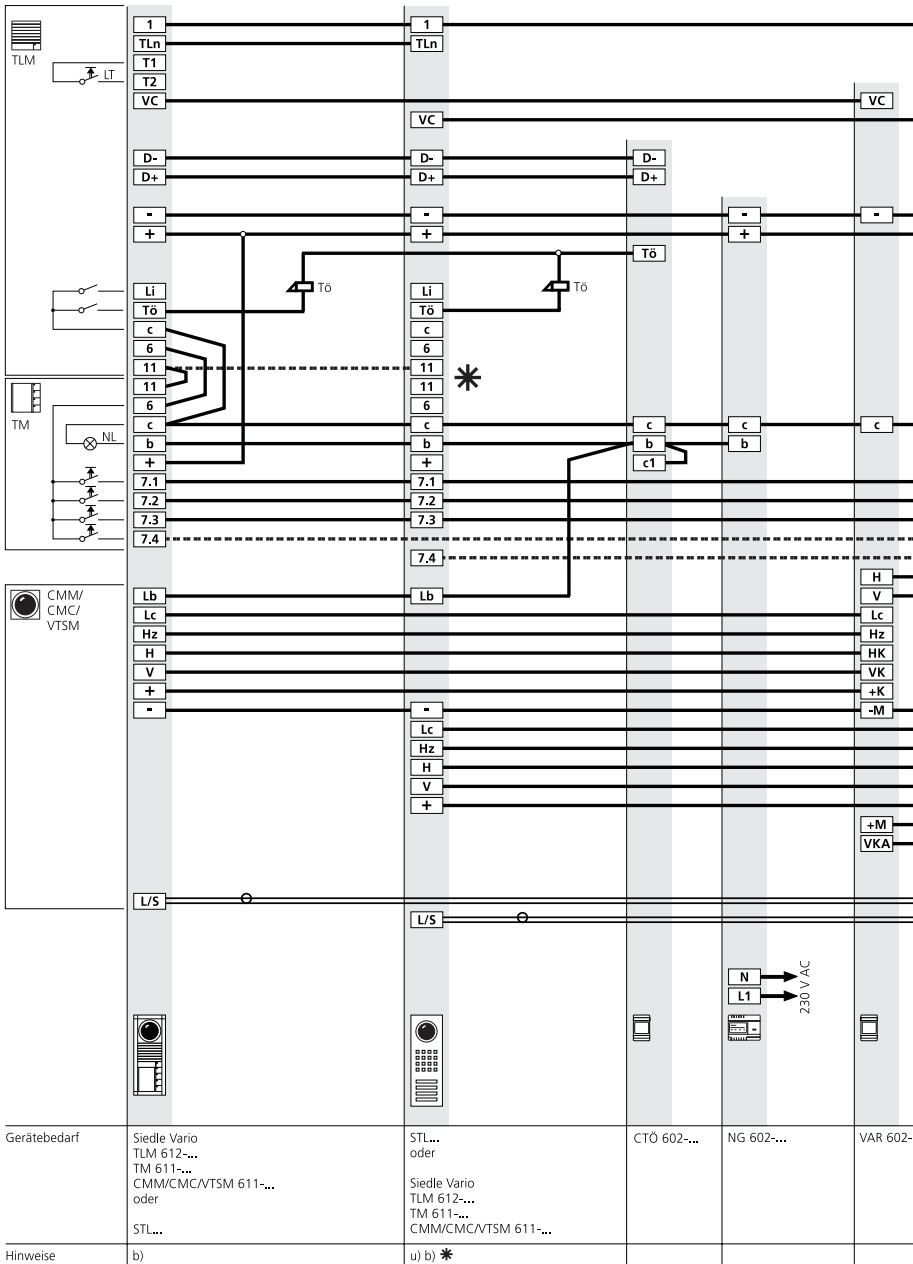 1 1
TLM
TLn TLn
T1
LT
T2
VC VC
VC
D- D- D-
D+ D+ D+
- - - -
+ + +
Tö
Tö Tö
Li Li
Tö Tö
c c
6 6
11 11
11 11
✱
6 6
TM
c c c c c
NL
b b b b
+ + c1
7.1 7.1
7.2 7.2
7.3 7.3
7.4
7.4
H
CMM/
CMC/
VTSM
Lb Lb V
Lc Lc
Hz Hz
H HK
V VK
+ +K
- - -M
Lc
Hz
H
V
+
+M
VKA
L/S
L/S
N
L1
230 V AC
Gerätebedarf
Siedle Vario
TLM 612-...
TM 611-...
CMM/CMC/VTSM 611-...
oder
STL...
STL...
oder
Siedle Vario
TLM 612-...
TM 611-...
CMM/CMC/VTSM 611-...
CTÖ 602-...
NG 602-...
VAR 602-
Hinweise
b)
u) b) ✱